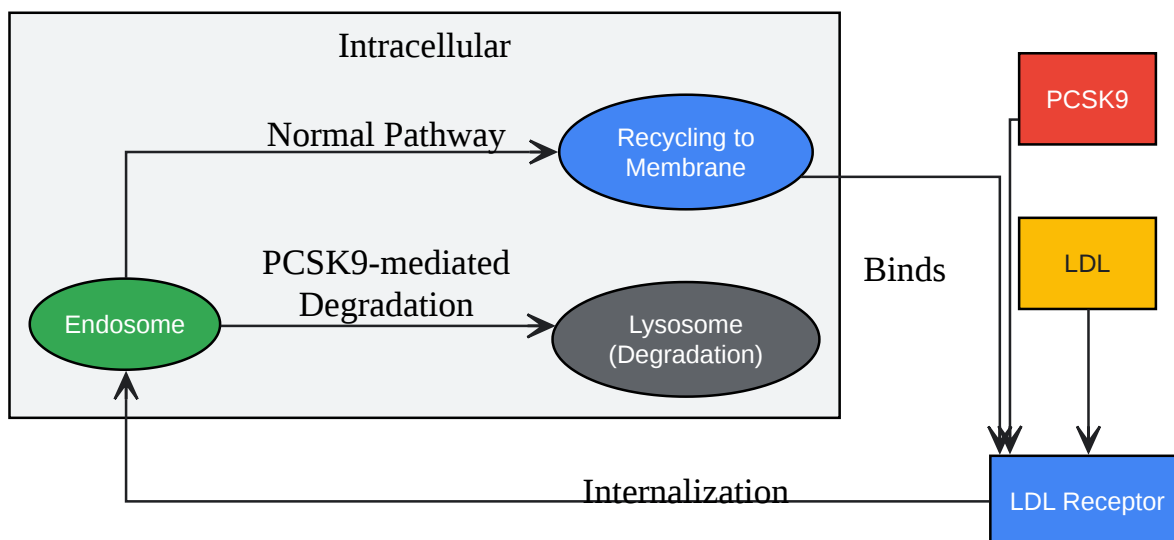 Intracellular
PCSK9
Normal Pathway
Recycling to
Membrane
PCSK9-mediated
Degradation
Binds
LDL
Endosome
Lysosome
(Degradation)
Internalization
LDL Receptor